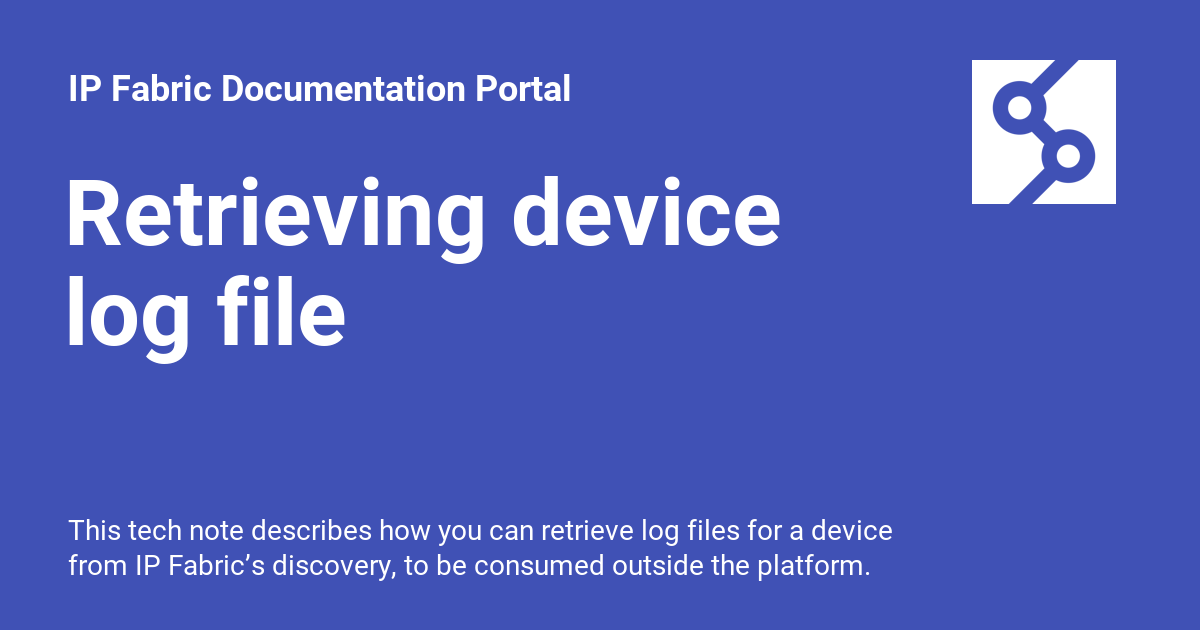 IP Fabric Documentation Portal
Retrieving device
log file
This tech note describes how you can retrieve log files for a device
from IP Fabric’s discovery, to be consumed outside the platform.